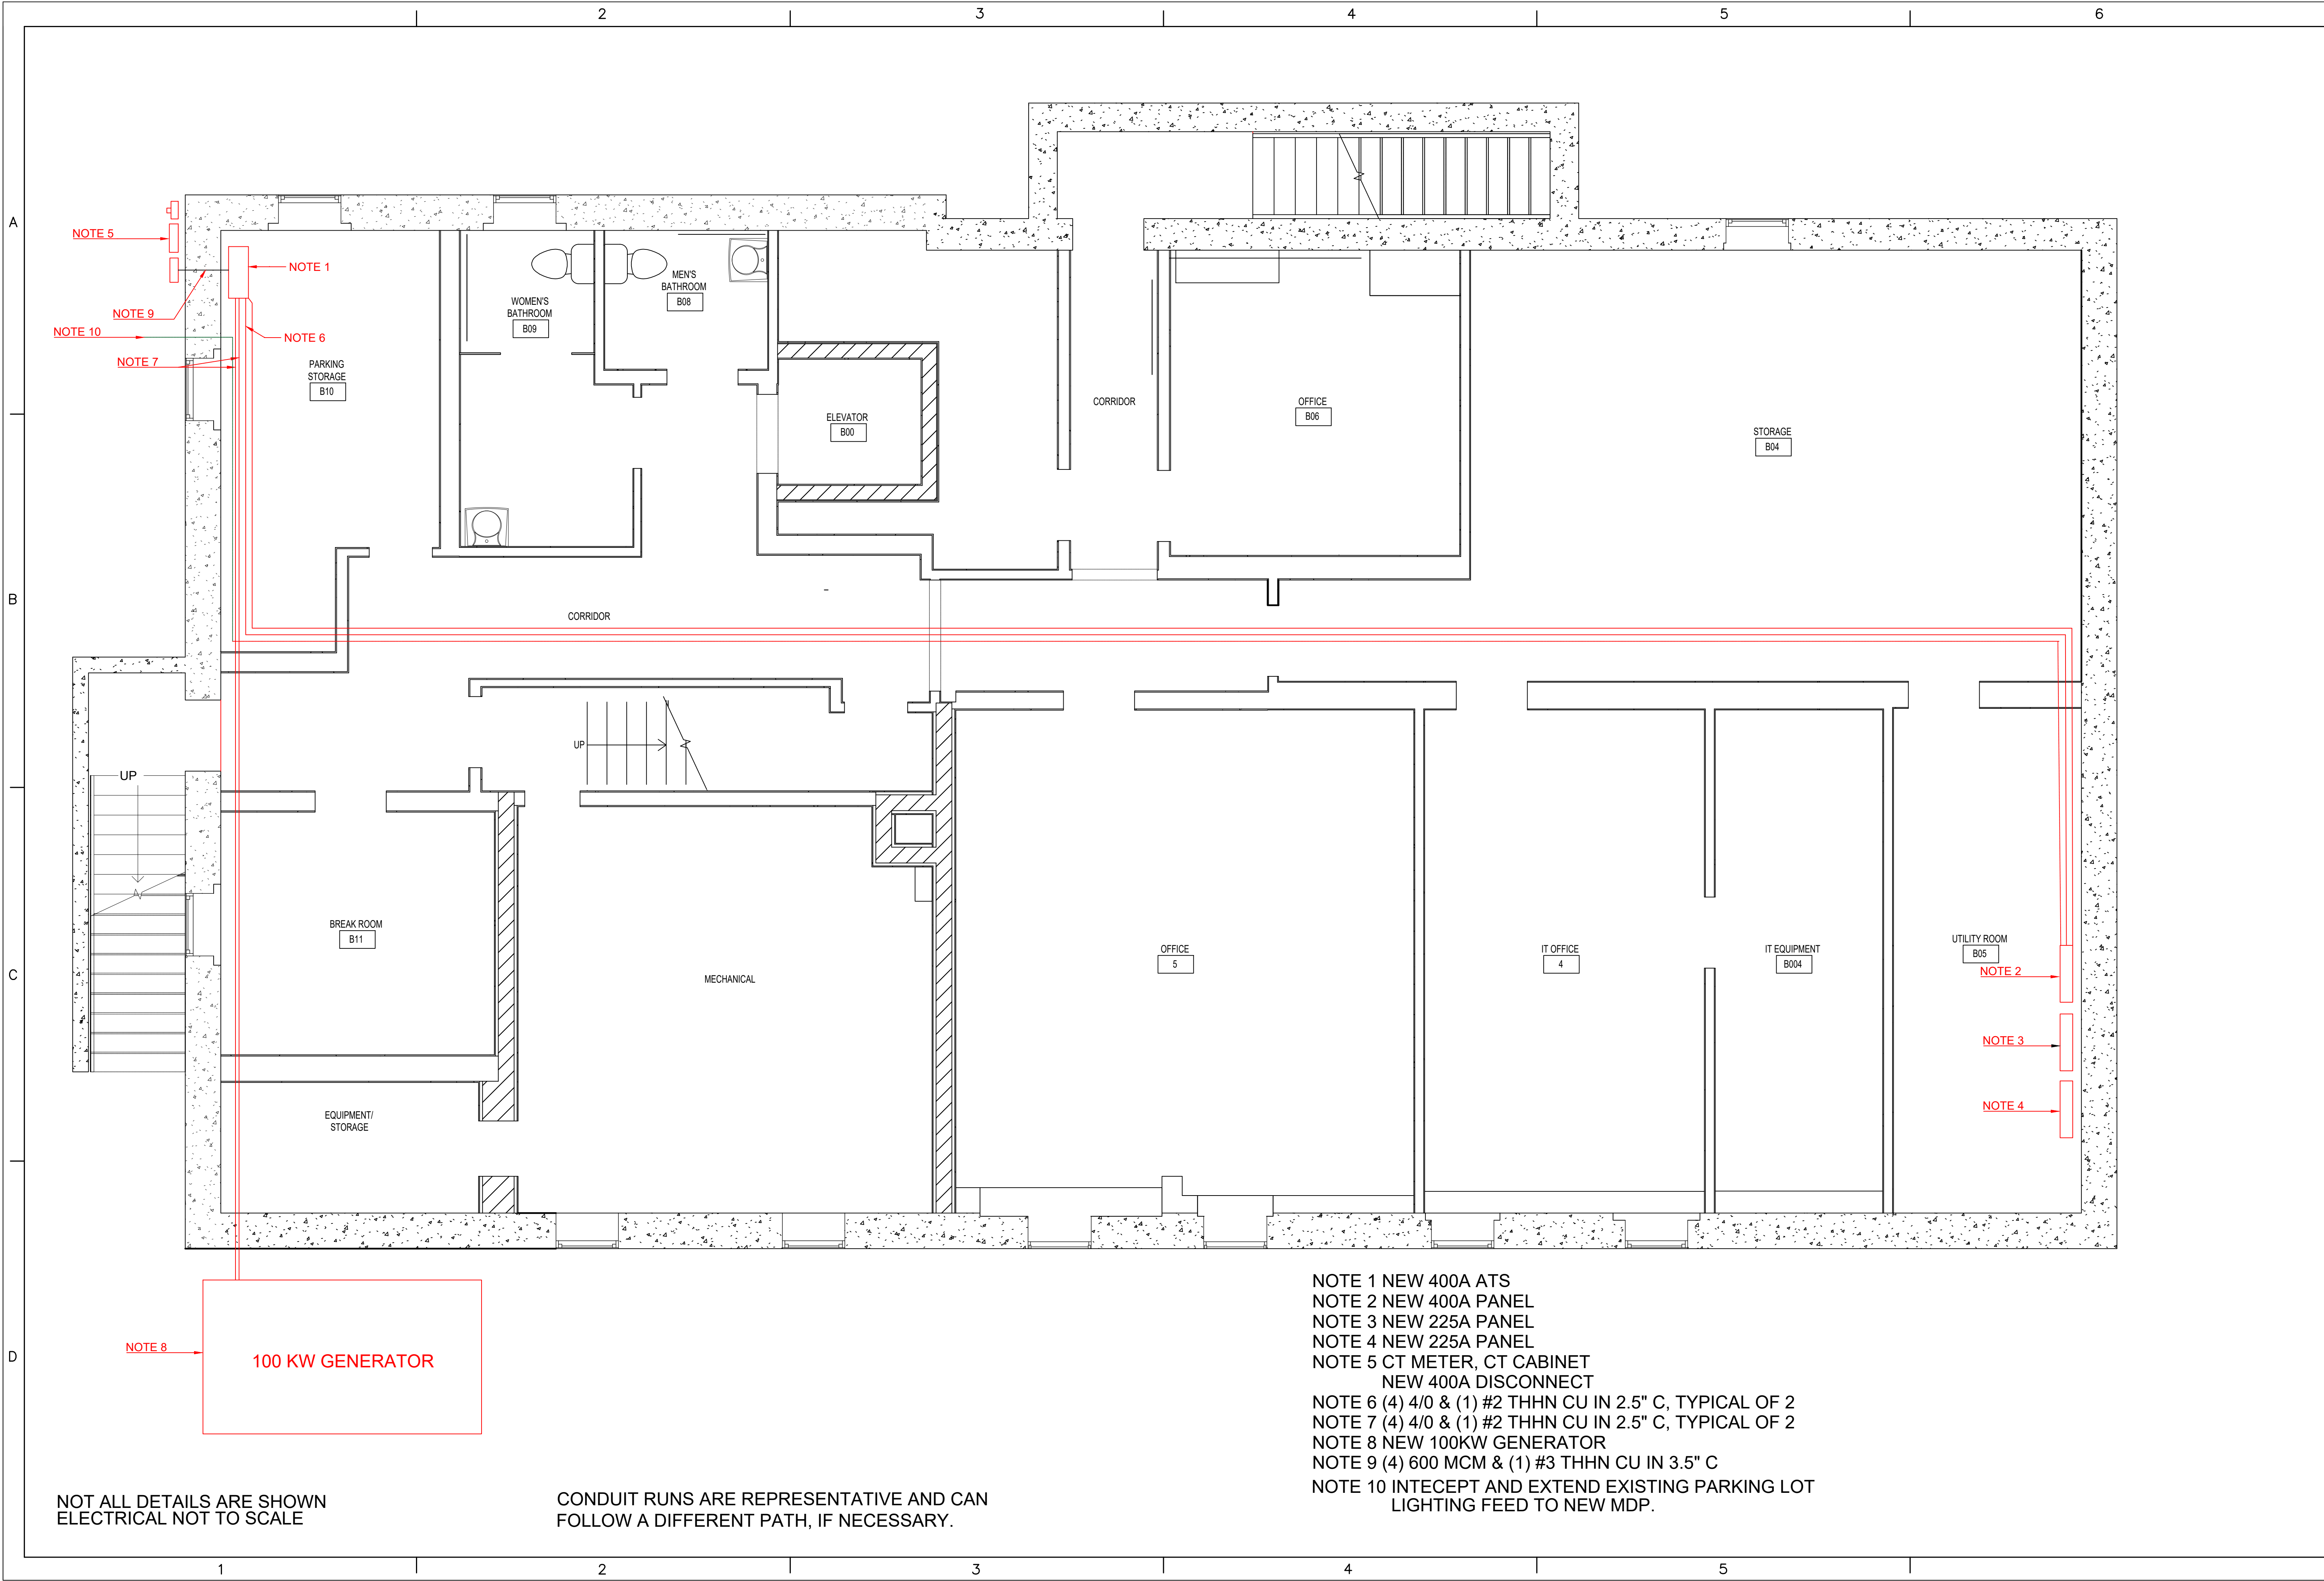 2
3
4
5
6
A
NOTE 5
NOTE 1
NOTE 9
NOTE 10
NOTE 6
NOTE 7
PARKING
STORAGE
B10
WOMEN'S
BATHROOM
B09
MEN'S
BATHROOM
B08
ELEVATOR
B00
CORRIDOR
OFFICE
B06
STORAGE
B04
B
CORRIDOR
UP
UP
C
BREAK ROOM
B11
MECHANICAL
OFFICE
5
IT OFFICE
4
IT EQUIPMENT
B004
UTILITY ROOM
B05
NOTE 2
NOTE 3
NOTE 4
EQUIPMENT/
STORAGE
D
NOTE 8
100 KW GENERATOR
NOTE 1 NEW 400A ATS
NOTE 2 NEW 400A PANEL
NOTE 3 NEW 225A PANEL
NOTE 4 NEW 225A PANEL
NOTE 5 CT METER, CT CABINET
NEW 400A DISCONNECT
NOTE 6 (4) 4/0 & (1) #2 THHN CU IN 2.5" C, TYPICAL OF 2
NOTE 7 (4) 4/0 & (1) #2 THHN CU IN 2.5" C, TYPICAL OF 2
NOTE 8 NEW 100KW GENERATOR
NOTE 9 (4) 600 MCM & (1) #3 THHN CU IN 3.5" C
NOTE 10 INTECEPT AND EXTEND EXISTING PARKING LOT
LIGHTING FEED TO NEW MDP.
NOT ALL DETAILS ARE SHOWN
ELECTRICAL NOT TO SCALE
CONDUIT RUNS ARE REPRESENTATIVE AND CAN
FOLLOW A DIFFERENT PATH, IF NECESSARY.
1
2
3
4
5